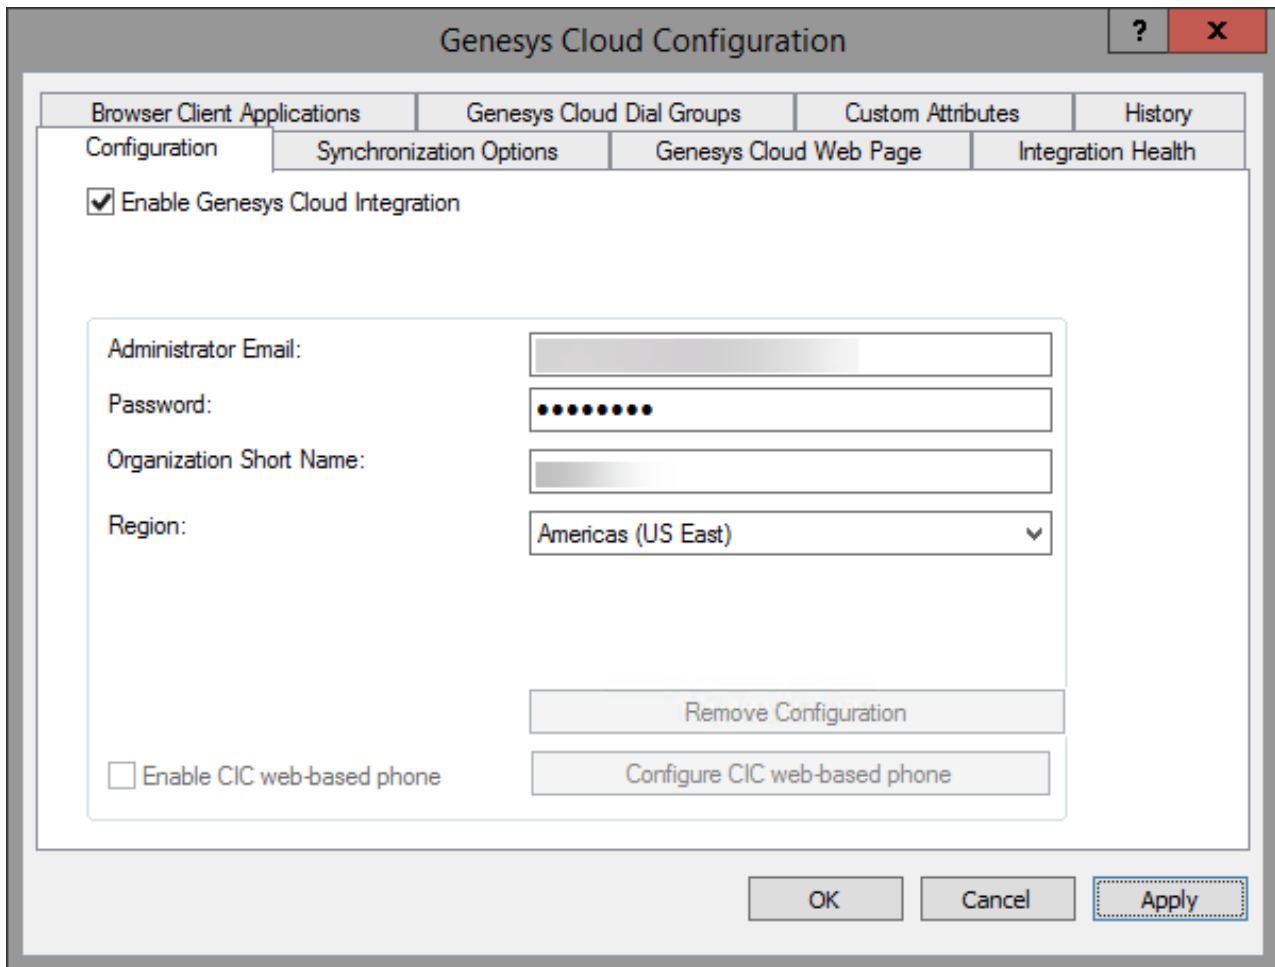 Genesys Cloud Configuration
? X
Browser Client Applications Genesys Cloud Dial Groups Custom Attributes History
Configuration Synchronization Options Genesys Cloud Web Page Integration Health
Enable Genesys Cloud Integration
Administrator Email:
Password: ••••••••
Organization Short Name:
Region: Americas (US East)
Remove Configuration
Enable CIC web-based phone Configure CIC web-based phone
OK Cancel Apply